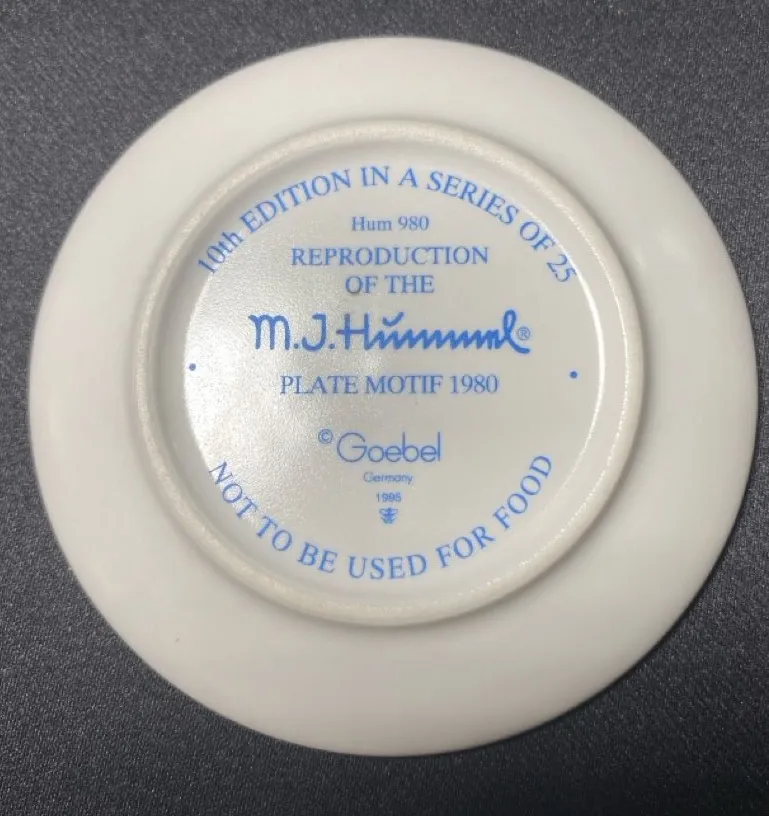 10th EDITION IN A SERIES OF 25
Hum 980
REPRODUCTION
OF THE
M.J.Hummel®
PLATE MOTIF 1980
© Goebel
Germany
1995
NOT TO BE USED FOR FOOD